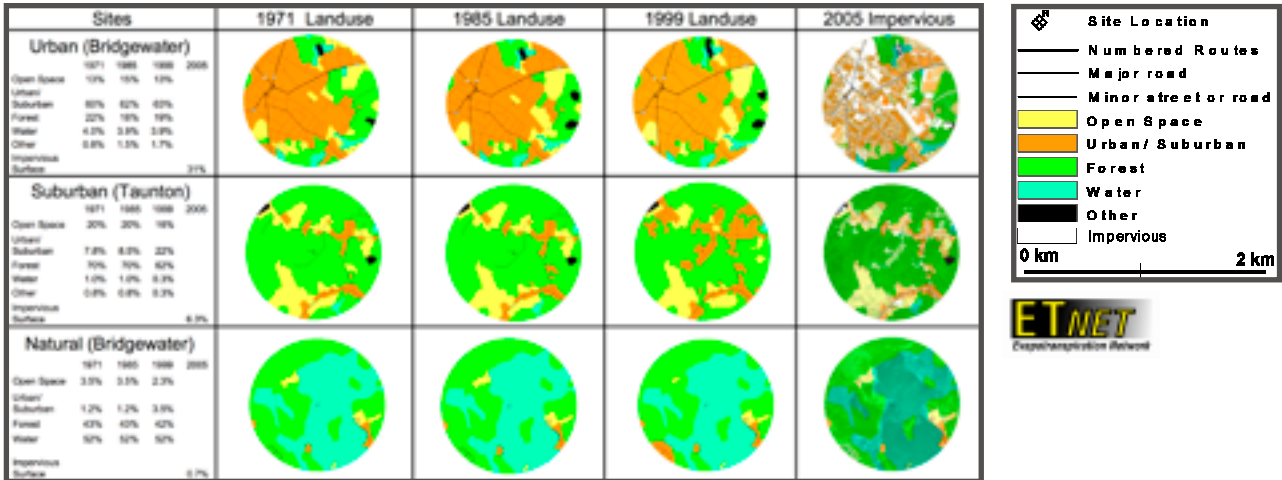 Sites 1971 Landuse 1985 Landuse 1999 Landuse 2005 Impervious
Urban (Bridgewater)
1971 1985 1999 2005
Open Space 13% 15% 13%
Urban/
Suburban 60% 62% 63%
Forest 22% 18% 19%
Water 4.0% 3.9% 3.9%
Other 0.8% 1.5% 1.7%
Impervious
Surface 31%
Suburban (Taunton)
1971 1985 1999 2005
Open Space 20% 20% 16%
Urban/
Suburban 7.8% 8.0% 22%
Forest 70% 70% 62%
Water 1.0% 1.0% 0.3%
Other 0.8% 0.8% 0.3%
Impervious
Surface 6.3%
Natural (Bridgewater)
1971 1985 1999 2005
Open Space 3.5% 3.5% 2.3%
Urban/
Suburban 1.2% 1.2% 3.5%
Forest 43% 43% 42%
Water 52% 52% 52%
Impervious
Surface 0.7%
Site Location
Numbered Routes
Major road
Minor street or road
Open Space
Urban/ Suburban
Forest
Water
Other
Impervious
0 km 2 km
ETNET
Evapotranspiration Network